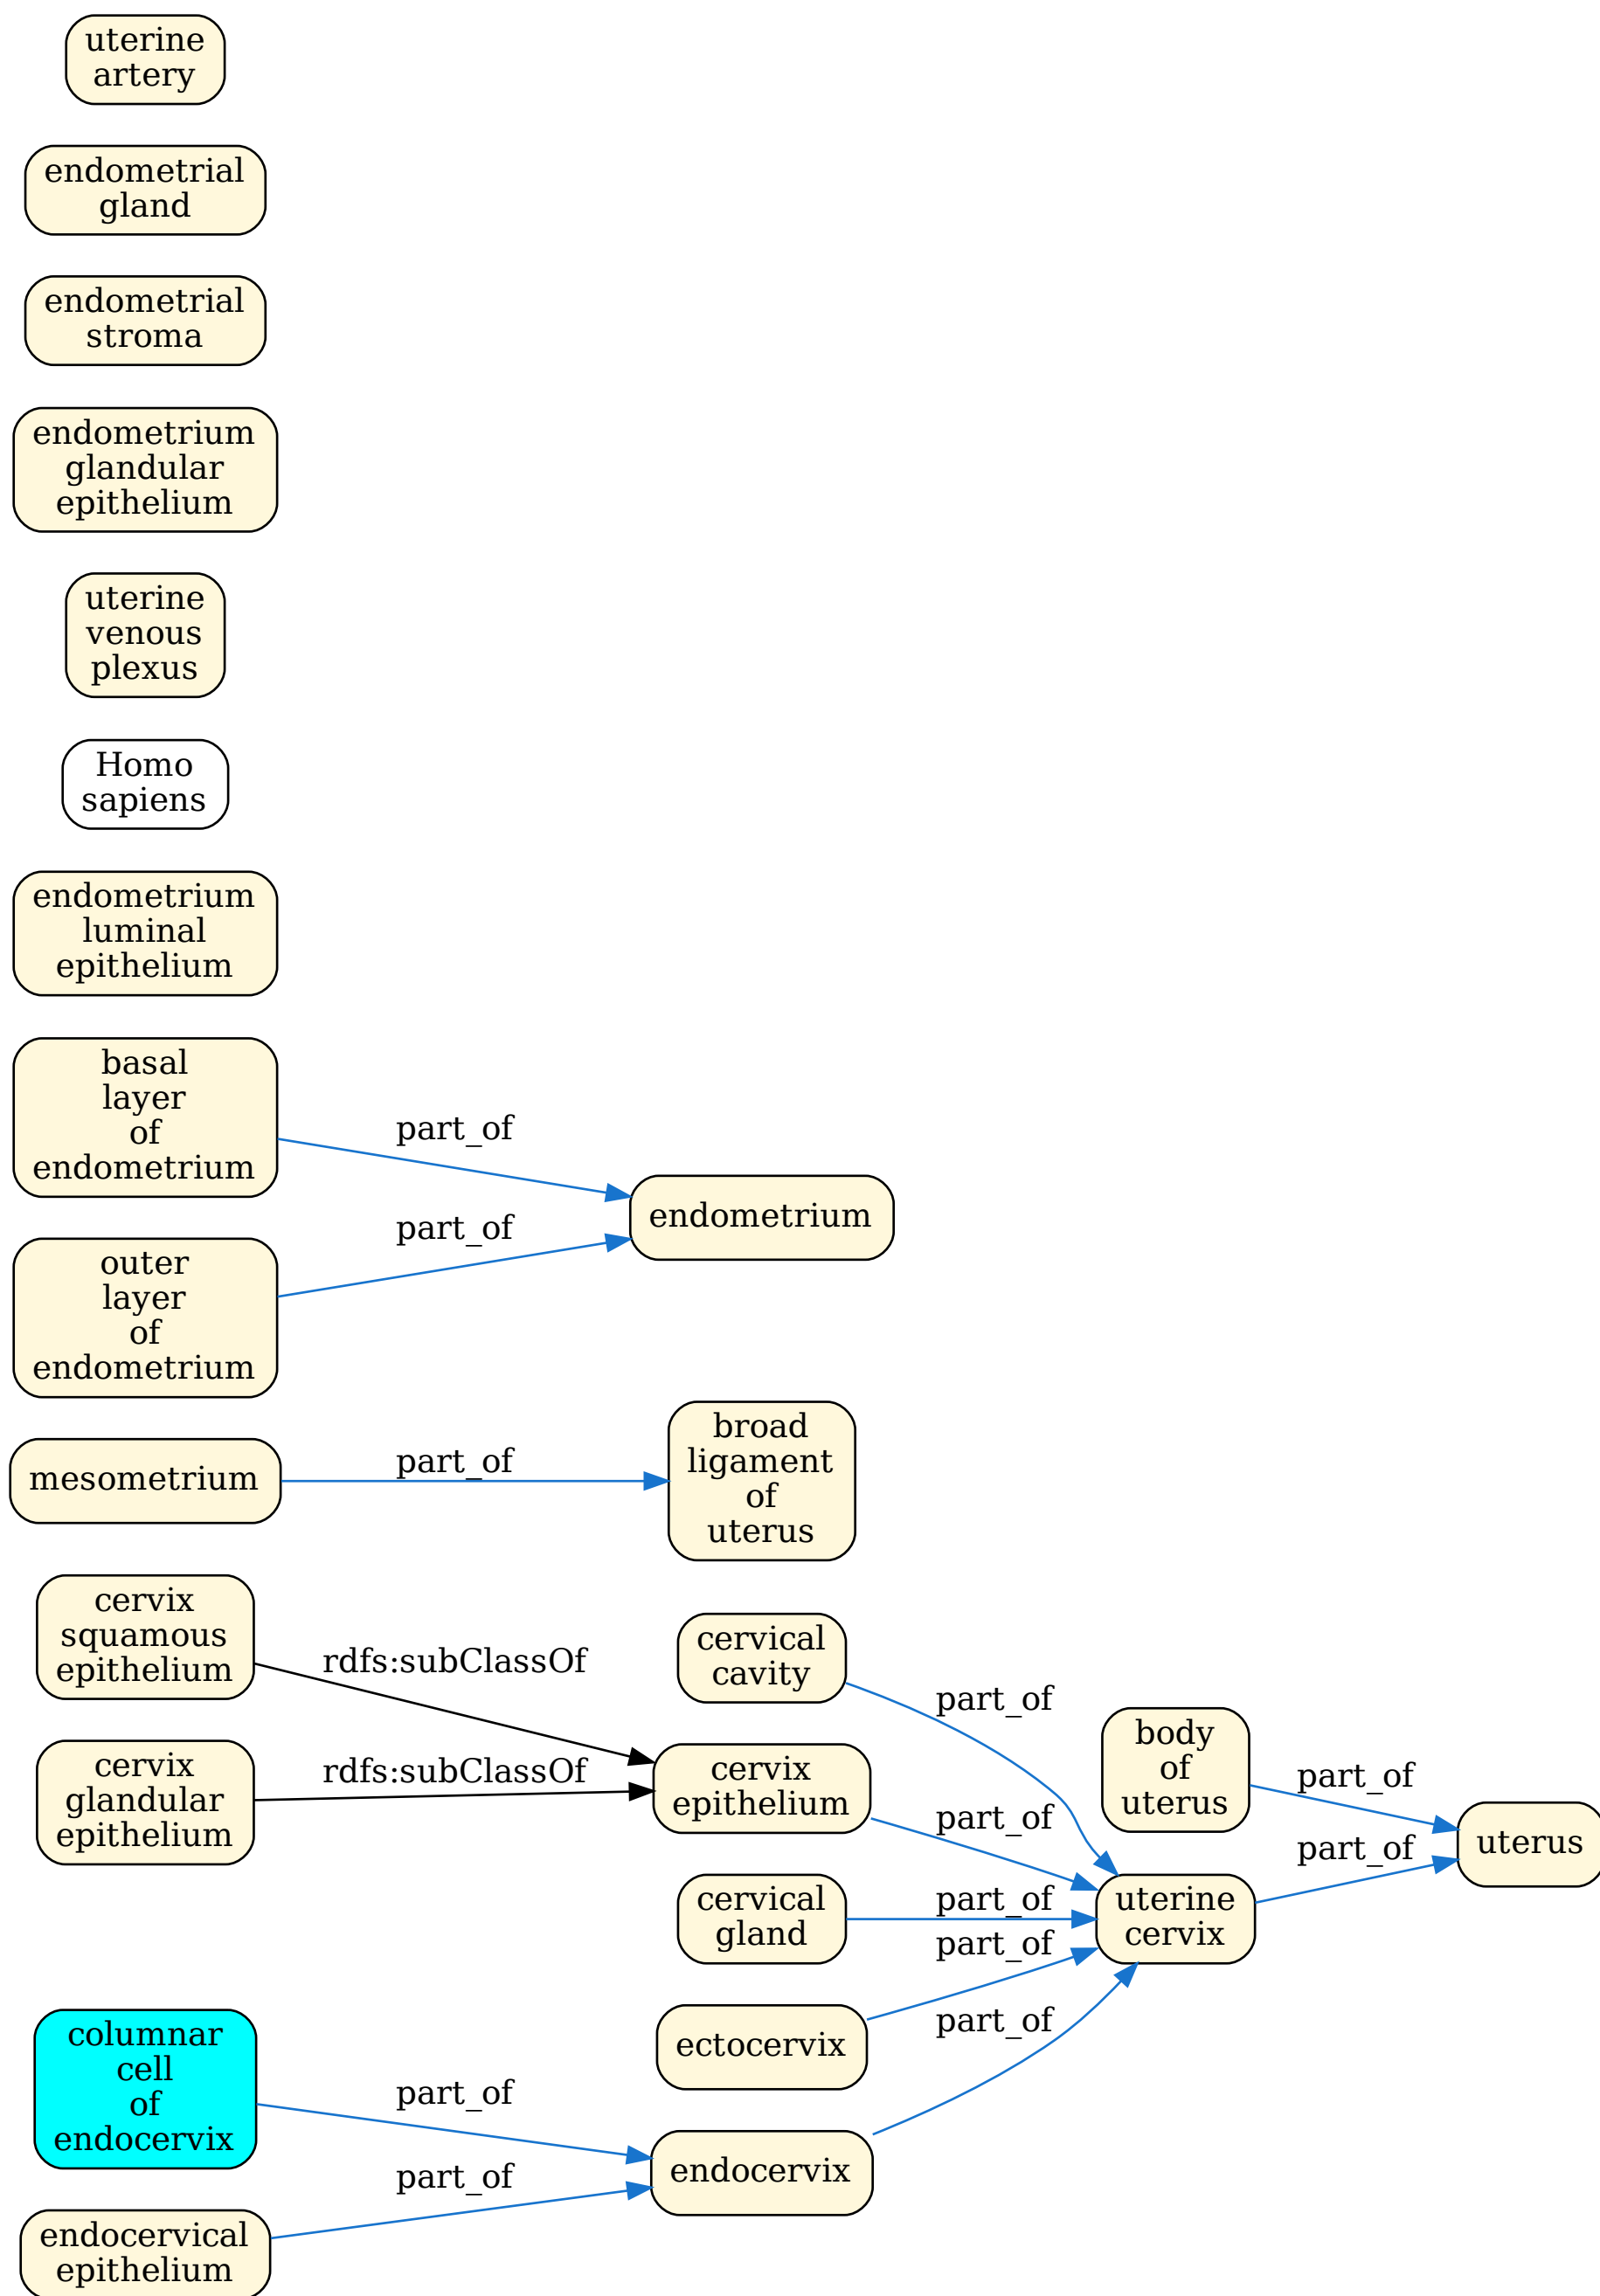 uterine
artery
endometrial
gland
endometrial
stroma
endometrium
glandular
epithelium
uterine
venous
plexus
Homo
sapiens
endometrium
luminal
epithelium
basal
layer
of
endometrium
part_of
outer
layer
of
endometrium
part_of
endometrium
mesometrium
part_of
broad
ligament
of
uterus
cervix
squamous
epithelium
rdfs:subClassOf
cervix
glandular
epithelium
rdfs:subClassOf
cervical
cavity
part_of
cervix
epithelium
part_of
cervical
gland
part_of
ectocervix
part_of
body
of
uterus
part_of
uterine
cervix
part_of
uterus
columnar
cell
of
endocervix
part_of
endocervical
epithelium
part_of
endocervix
part_of